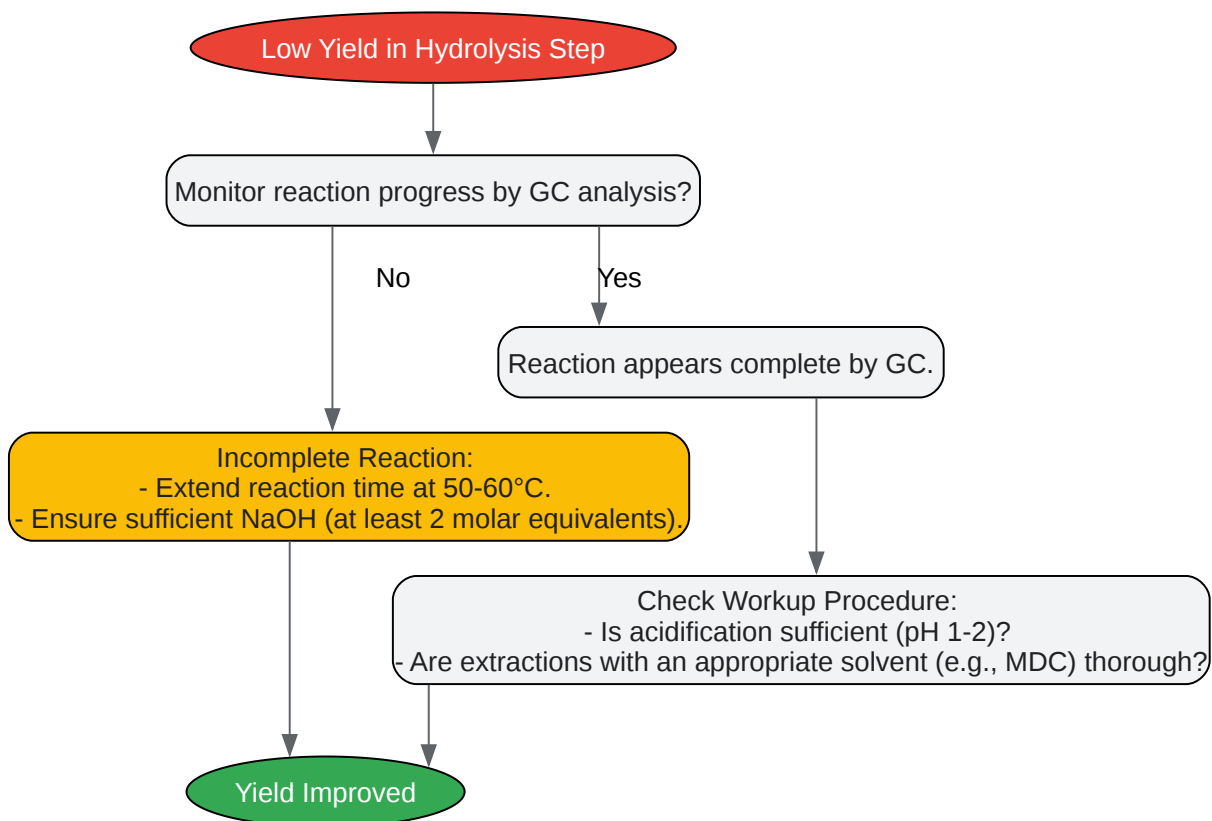 Low Yield in Hydrolysis Step
Monitor reaction progress by GC analysis?
No
Yes
Reaction appears complete by GC.
Incomplete Reaction:
- Extend reaction time at 50-60°C.
- Ensure sufficient NaOH (at least 2 molar equivalents).
Check Workup Procedure:
- Is acidification sufficient (pH 1-2)?
- Are extractions with an appropriate solvent (e.g., MDC) thorough?
Yield Improved